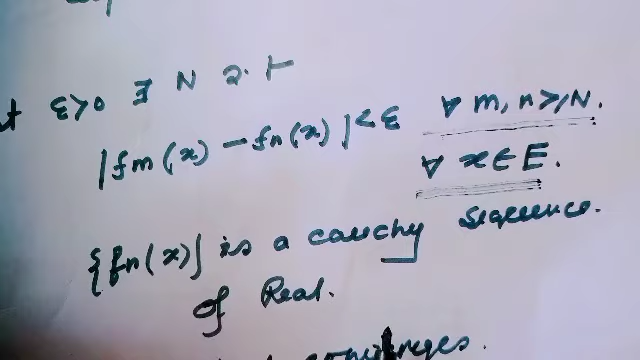 ε>0 ∃ N s.t
|fm(x) - fn(x)| < ε ∀ m, n ≥ N.
∀ x ∈ E.
{fn(x)} is a cauchy sequence.
of Real.
converges.